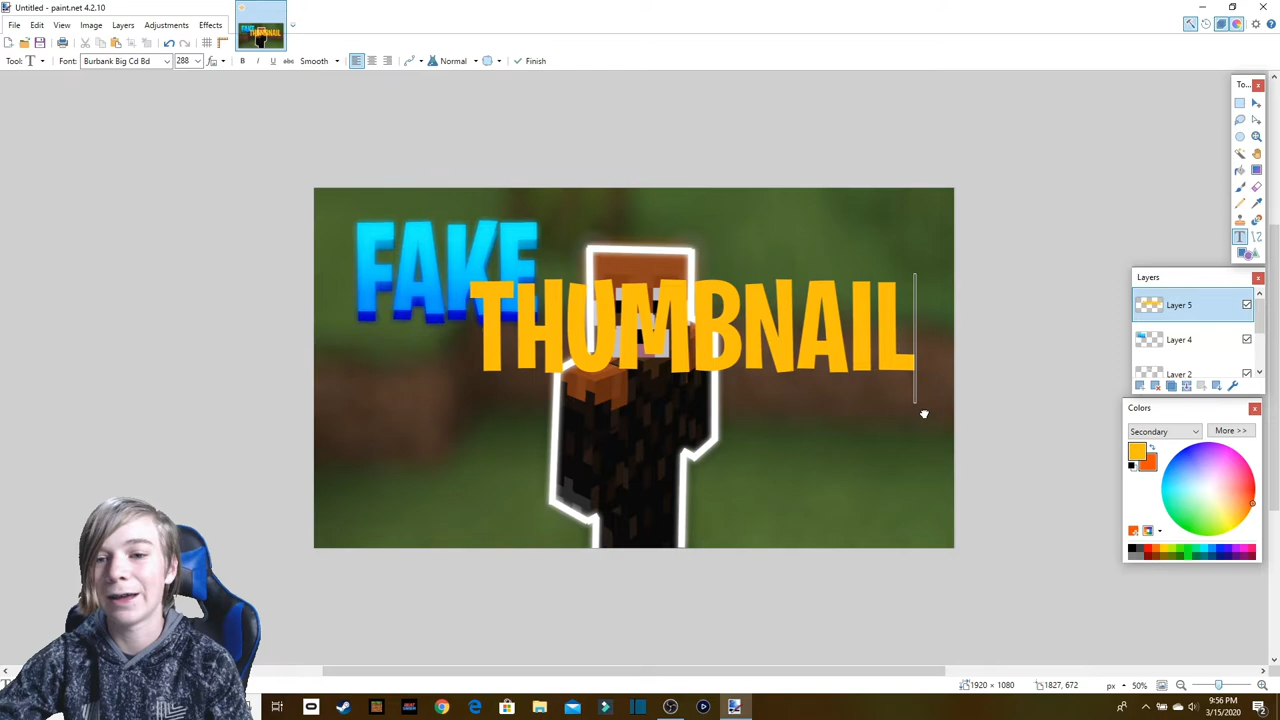 Untitled - paint.net 4.2.10
File Edit View Image Layers Adjustments Effects
Tool: T Font: Burbank Big Cd Bd 288 B I U abc Smooth Normal Finish
To...
FAKE
THUMBNAIL
Layers
Layer 5
Layer 4
Layer 2
Colors
Secondary More >>
1920 × 1080 1827, 672 px 50%
9:56 PM
3/15/2020